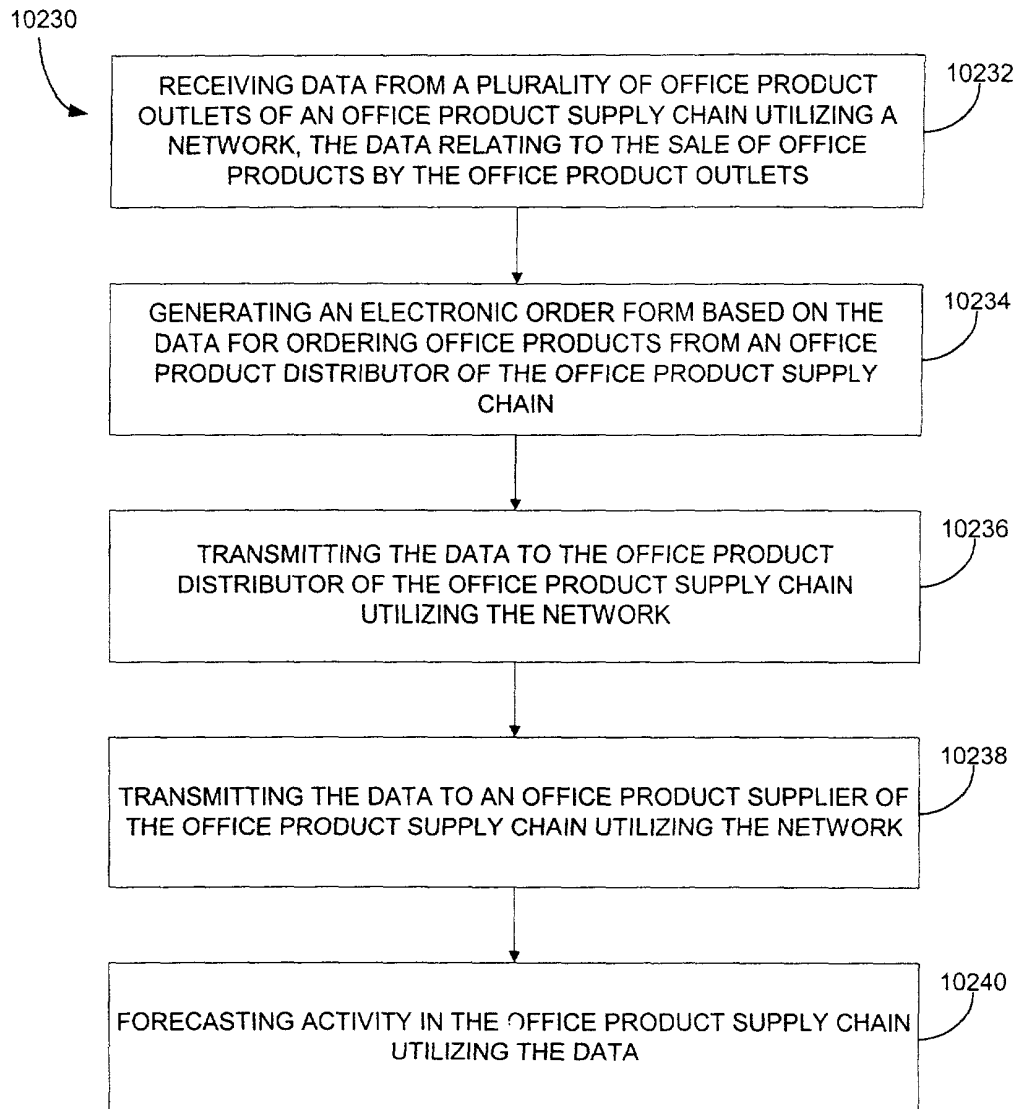 10230
RECEIVING DATA FROM A PLURALITY OF OFFICE PRODUCT
OUTLETS OF AN OFFICE PRODUCT SUPPLY CHAIN UTILIZING A
NETWORK, THE DATA RELATING TO THE SALE OF OFFICE
PRODUCTS BY THE OFFICE PRODUCT OUTLETS
10232
GENERATING AN ELECTRONIC ORDER FORM BASED ON THE
DATA FOR ORDERING OFFICE PRODUCTS FROM AN OFFICE
PRODUCT DISTRIBUTOR OF THE OFFICE PRODUCT SUPPLY
CHAIN
10234
TRANSMITTING THE DATA TO THE OFFICE PRODUCT
DISTRIBUTOR OF THE OFFICE PRODUCT SUPPLY CHAIN
UTILIZING THE NETWORK
10236
TRANSMITTING THE DATA TO AN OFFICE PRODUCT SUPPLIER OF
THE OFFICE PRODUCT SUPPLY CHAIN UTILIZING THE NETWORK
10238
FORECASTING ACTIVITY IN THE OFFICE PRODUCT SUPPLY CHAIN
UTILIZING THE DATA
10240